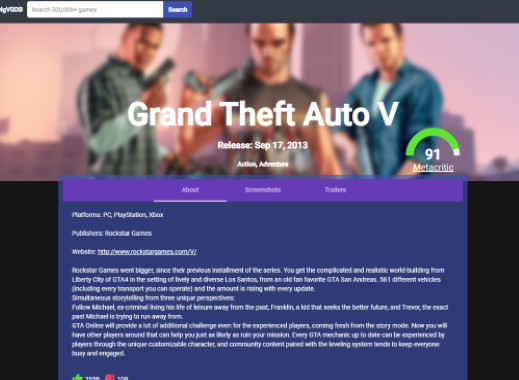 NgVGDB Search 500,000+ games Search
Grand Theft Auto V
Release: Sep 17, 2013
Action, Adventure
91
Metacritic
About Screenshots Trailers
Platforms: PC, PlayStation, Xbox
Publishers: Rockstar Games
Website: http://www.rockstargames.com/V/
Rockstar Games went bigger, since their previous installment of the series. You get the complicated and realistic world-building from
Liberty City of GTA4 in the setting of lively and diverse Los Santos, from an old fan favorite GTA San Andreas. 561 different vehicles
(including every transport you can operate) and the amount is rising with every update.
Simultaneous storytelling from three unique perspectives:
Follow Michael, ex-criminal living his life of leisure away from the past, Franklin, a kid that seeks the better future, and Trevor, the exact
past Michael is trying to run away from.
GTA Online will provide a lot of additional challenge even for the experienced players, coming fresh from the story mode. Now you will
have other players around that can help you just as likely as ruin your mission. Every GTA mechanic up to date can be experienced by
players through the unique customizable character, and community content paired with the leveling system tends to keep everyone
busy and engaged.